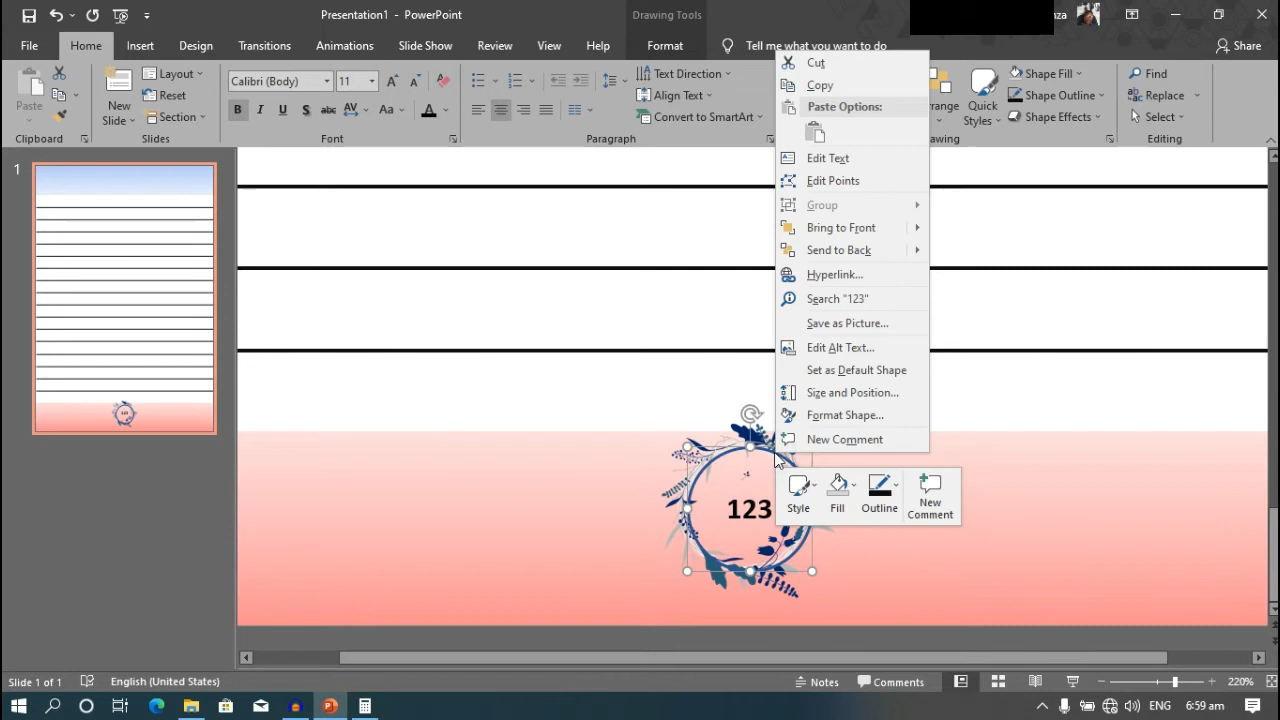 Presentation1 - PowerPoint
Drawing Tools
nza
File
Home
Insert
Design
Transitions
Animations
Slide Show
Review
View
Help
Format
Tell me what you want to do
Share
Paste
Clipboard
New
Slide
Layout
Reset
Section
Slides
Calibri (Body)
11
Aa
Font
Text Direction
Align Text
Convert to SmartArt
Paragraph
range
Quick
Styles
Shape Fill
Shape Outline
Shape Effects
awing
Find
Replace
Select
Editing
Cut
Copy
Paste Options:
Edit Text
Edit Points
Group
Bring to Front
Send to Back
Hyperlink...
Search "123"
Save as Picture...
Edit Alt Text...
Set as Default Shape
Size and Position...
Format Shape...
New Comment
Style
Fill
Outline
New
Comment
1
123
123
Slide 1 of 1
English (United States)
Notes
Comments
220%
ENG
6:59 am